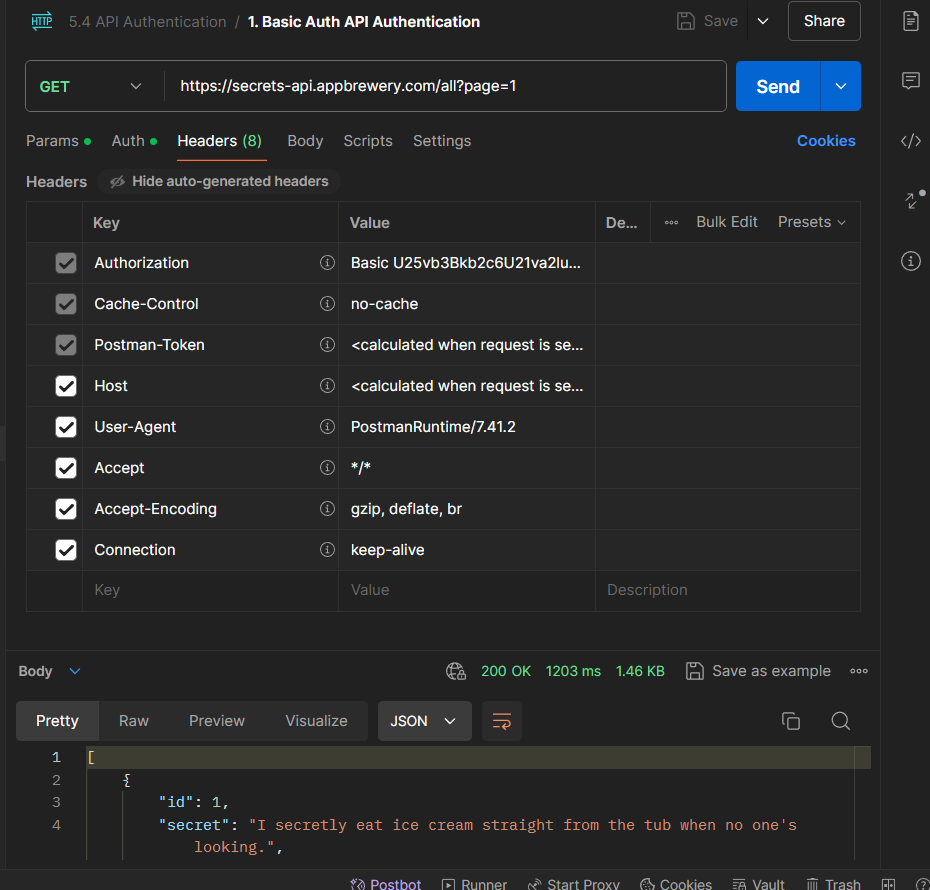 HTTP 5.4 API Authentication / 1. Basic Auth API Authentication Save Share
GET https://secrets-api.appbrewery.com/all?page=1 Send
Params Auth Headers (8) Body Scripts Settings Cookies
Headers Hide auto-generated headers
Key Value De... Bulk Edit Presets
Authorization Basic U25vb3Bkb2c6U21va2lu...
Cache-Control no-cache
Postman-Token <calculated when request is se...
Host <calculated when request is se...
User-Agent PostmanRuntime/7.41.2
Accept */*
Accept-Encoding gzip, deflate, br
Connection keep-alive
Key Value Description
Body 200 OK 1203 ms 1.46 KB Save as example
Pretty Raw Preview Visualize JSON
1 [
2 {
3 "id": 1,
4 "secret": "I secretly eat ice cream straight from the tub when no one's
looking.",
Postbot Runner Start Proxy Cookies Vault Trash